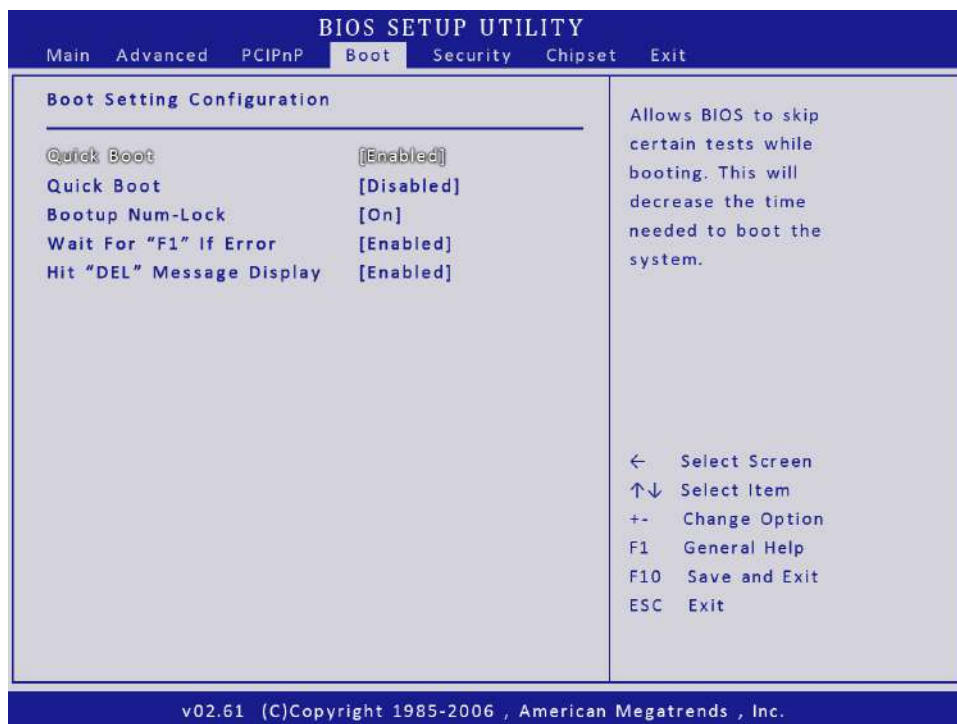 BIOS SETUP UTILITY
Main Advanced PCIPnP Boot Security Chipset Exit
Boot Setting Configuration
Quick Boot [Enabled]
Quick Boot [Disabled]
Bootup Num-Lock [On]
Wait For “F1” If Error [Enabled]
Hit “DEL” Message Display [Enabled]
Allows BIOS to skip
certain tests while
booting. This will
decrease the time
needed to boot the
system.
← Select Screen
↑↓ Select Item
+- Change Option
F1 General Help
F10 Save and Exit
ESC Exit
v02.61 (C)Copyright 1985-2006 , American Megatrends , Inc.